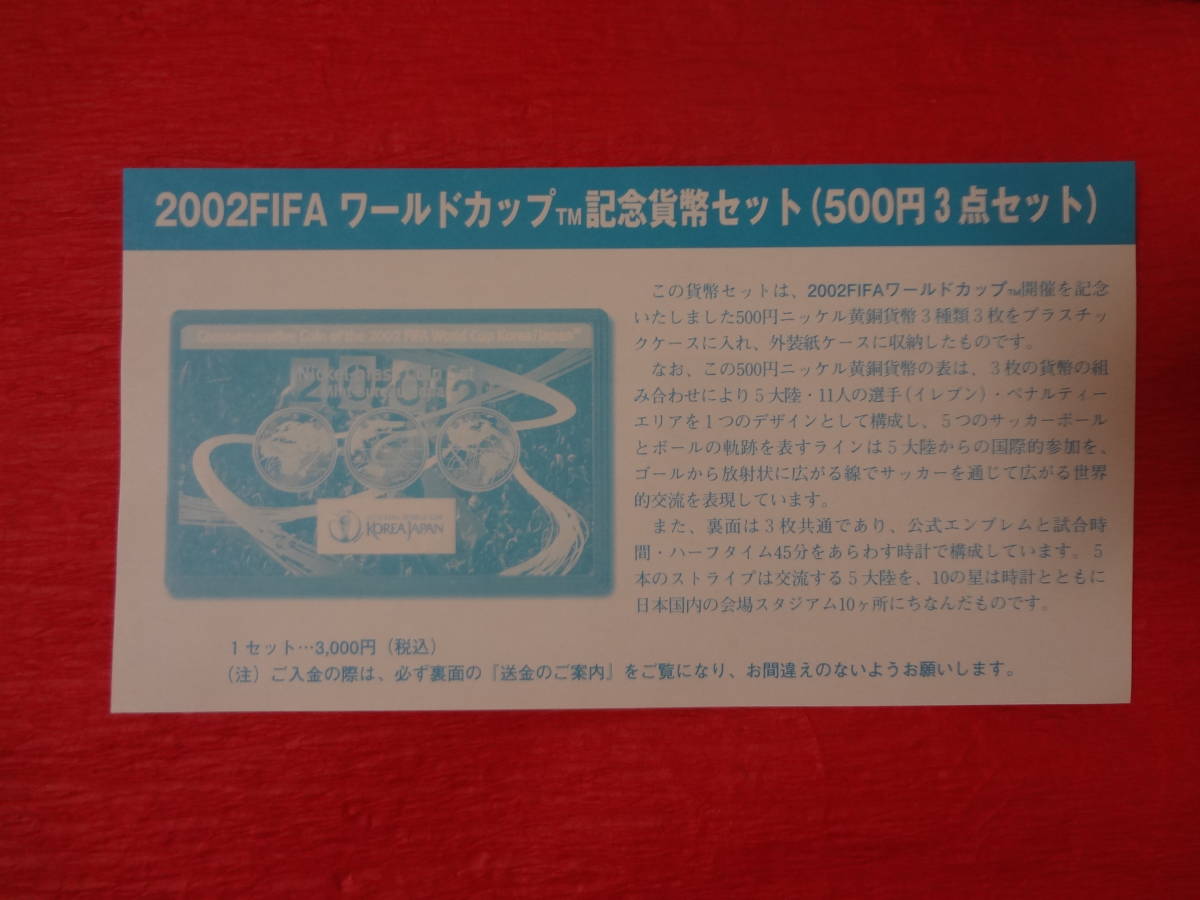 2002FIFA ワールドカップ™記念貨幣セット(500円3点セット)
この貨幣セットは、2002FIFAワールドカップ™開催を記念
いたしました500円ニッケル黄銅貨幣3種類3枚をプラスチッ
クケースに入れ、外装紙ケースに収納したものです。
なお、この500円ニッケル黄銅貨幣の表は、3枚の貨幣の組
み合わせにより5大陸・11人の選手(イレブン)・ペナルティー
エリアを1つのデザインとして構成し、5つのサッカーボール
とボールの軌跡を表すラインは5大陸からの国際的参加を、
ゴールから放射状に広がる線でサッカーを通じて広がる世界
的交流を表現しています。
また、裏面は3枚共通であり、公式エンブレムと試合時
間・ハーフタイム45分をあらわす時計で構成しています。5
本のストライプは交流する5大陸を、10の星は時計とともに
日本国内の会場スタジアム10ヶ所にちなんだものです。
Nickel Brass Coin Set
2002
KOREA JAPAN
1セット…3,000円(税込)
(注)ご入金の際は、必ず裏面の『送金のご案内』をご覧になり、お間違えのないようお願いします。